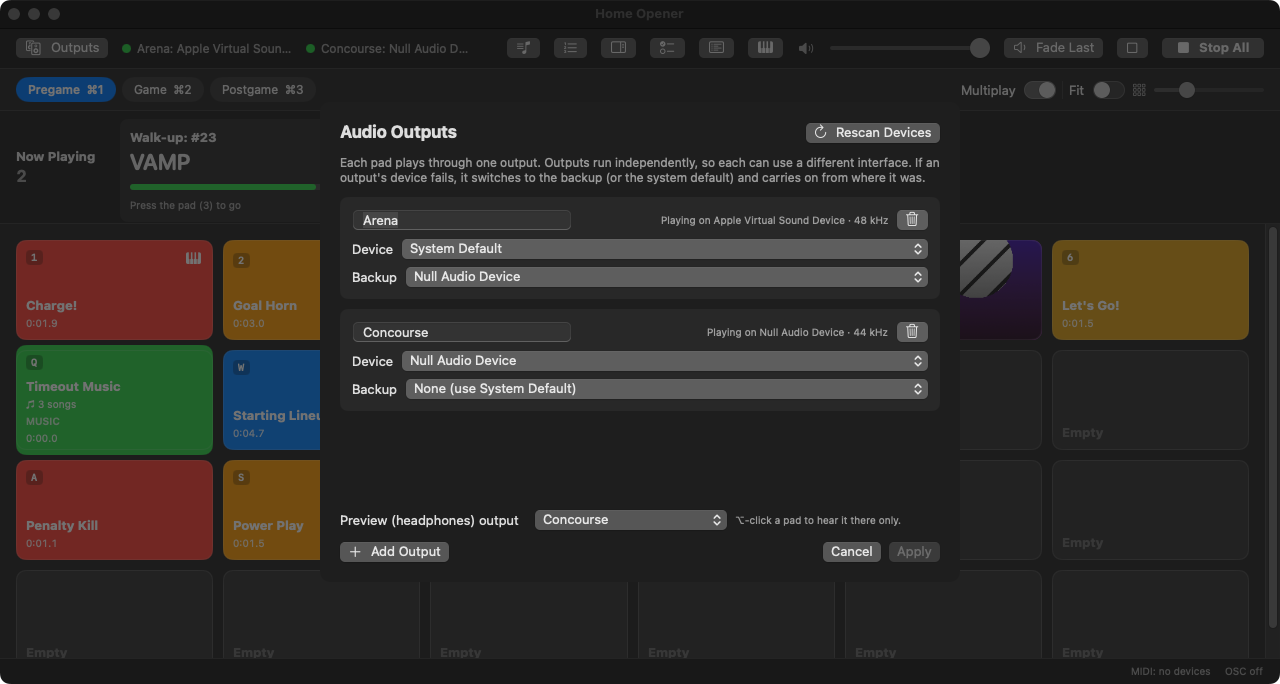 Home Opener
Outputs
Arena: Apple Virtual Soun...
Concourse: Null Audio D...
Fade Last
Stop All
Pregame ⌘1
Game ⌘2
Postgame ⌘3
Multiplay
Fit
Now Playing
2
Walk-up: #23
VAMP
Press the pad (3) to go
Audio Outputs
Rescan Devices
Each pad plays through one output. Outputs run independently, so each can use a different interface. If an
output's device fails, it switches to the backup (or the system default) and carries on from where it was.
Arena
Playing on Apple Virtual Sound Device · 48 kHz
Device
System Default
Backup
Null Audio Device
Concourse
Playing on Null Audio Device · 44 kHz
Device
Null Audio Device
Backup
None (use System Default)
Preview (headphones) output
Concourse
⌥-click a pad to hear it there only.
Add Output
Cancel
Apply
1
Charge!
0:01.9
2
Goal Horn
0:03.0
6
Let's Go!
0:01.5
Q
Timeout Music
♫ 3 songs
MUSIC
0:00.0
W
Starting Lineu
0:04.7
Empty
A
Penalty Kill
0:01.1
S
Power Play
0:01.5
Empty
Empty
Empty
Empty
Empty
Empty
Empty
MIDI: no devices
OSC off